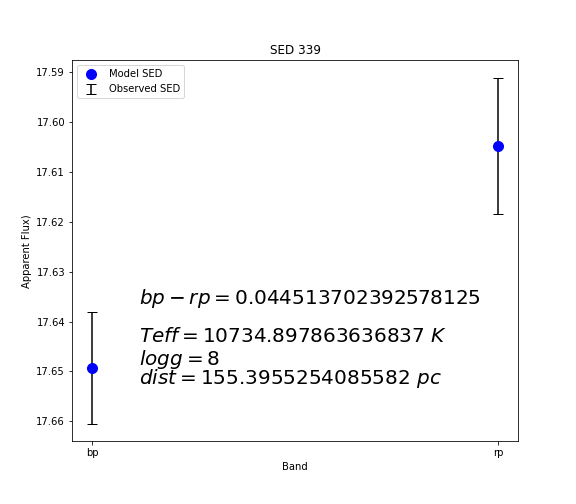 SED 339
Model SED
Observed SED
17.59
17.60
17.61
17.62
17.63
17.64
17.65
17.66
Apparent Flux)
bp − rp = 0.044513702392578125
Teff = 10734.897863636837 K
logg = 8
dist = 155.3955254085582 pc
bp
rp
Band